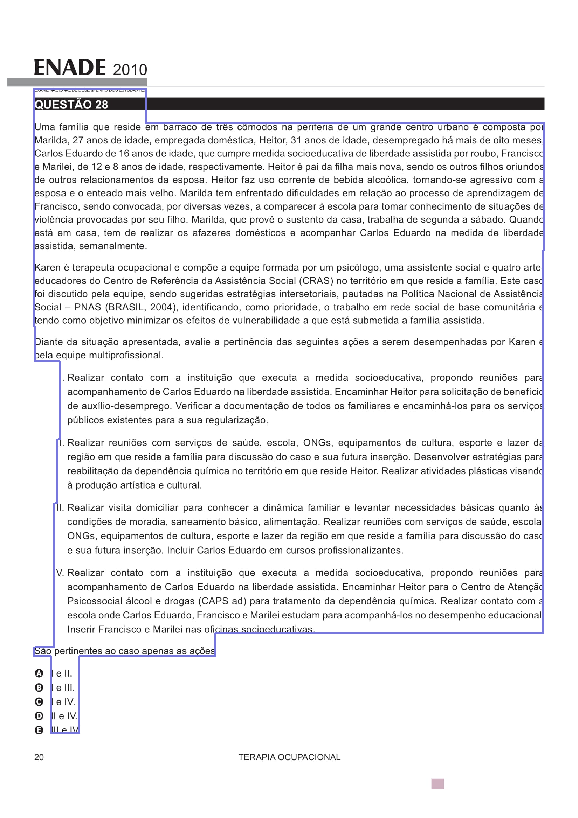 ENADE 2010
QUESTÃO 28
Uma família que reside em barraco de três cômodos na periferia de um grande centro urbano é composta por
Marilda, 27 anos de idade, empregada doméstica, Heitor, 31 anos de idade, desempregado há mais de oito meses
Carlos Eduardo de 16 anos de idade, que cumpre medida socioeducativa de liberdade assistida por roubo, Francisco
e Marilei, de 12 e 8 anos de idade, respectivamente. Heitor é pai da filha mais nova, sendo os outros filhos oriundos
de outros relacionamentos da esposa. Heitor faz uso corrente de bebida alcoólica, tornando-se agressivo com a
esposa e o enteado mais velho. Marilda tem enfrentado dificuldades em relação ao processo de aprendizagem de
Francisco, sendo convocada, por diversas vezes, a comparecer à escola para tomar conhecimento de situações de
violência provocadas por seu filho. Marilda, que provê o sustento da casa, trabalha de segunda a sábado. Quando
está em casa, tem de realizar os afazeres domésticos e acompanhar Carlos Eduardo na medida de liberdade
assistida, semanalmente.
Karen é terapeuta ocupacional e compõe a equipe formada por um psicólogo, uma assistente social e quatro arte-
educadores do Centro de Referência da Assistência Social (CRAS) no território em que reside a família. Este caso
foi discutido pela equipe, sendo sugeridas estratégias intersetoriais, pautadas na Política Nacional de Assistência
Social – PNAS (BRASIL, 2004), identificando, como prioridade, o trabalho em rede social de base comunitária e
tendo como objetivo minimizar os efeitos de vulnerabilidade a que está submetida a família assistida.
Diante da situação apresentada, avalie a pertinência das seguintes ações a serem desempenhadas por Karen e
pela equipe multiprofissional.
I. Realizar contato com a instituição que executa a medida socioeducativa, propondo reuniões para
acompanhamento de Carlos Eduardo na liberdade assistida. Encaminhar Heitor para solicitação de benefício
de auxílio-desemprego. Verificar a documentação de todos os familiares e encaminhá-los para os serviços
públicos existentes para a sua regularização.
II. Realizar reuniões com serviços de saúde, escola, ONGs, equipamentos de cultura, esporte e lazer da
região em que reside a família para discussão do caso e sua futura inserção. Desenvolver estratégias para
reabilitação da dependência química no território em que reside Heitor. Realizar atividades plásticas visando
à produção artística e cultural.
III. Realizar visita domiciliar para conhecer a dinâmica familiar e levantar necessidades básicas quanto às
condições de moradia, saneamento básico, alimentação. Realizar reuniões com serviços de saúde, escola,
ONGs, equipamentos de cultura, esporte e lazer da região em que reside a família para discussão do caso
e sua futura inserção. Incluir Carlos Eduardo em cursos profissionalizantes.
IV. Realizar contato com a instituição que executa a medida socioeducativa, propondo reuniões para
acompanhamento de Carlos Eduardo na liberdade assistida. Encaminhar Heitor para o Centro de Atenção
Psicossocial álcool e drogas (CAPS ad) para tratamento da dependência química. Realizar contato com a
escola onde Carlos Eduardo, Francisco e Marilei estudam para acompanhá-los no desempenho educacional.
Inserir Francisco e Marilei nas oficinas socioeducativas.
São pertinentes ao caso apenas as ações
A I e II.
B I e III.
C I e IV.
D II e IV.
E III e IV.
20
TERAPIA OCUPACIONAL